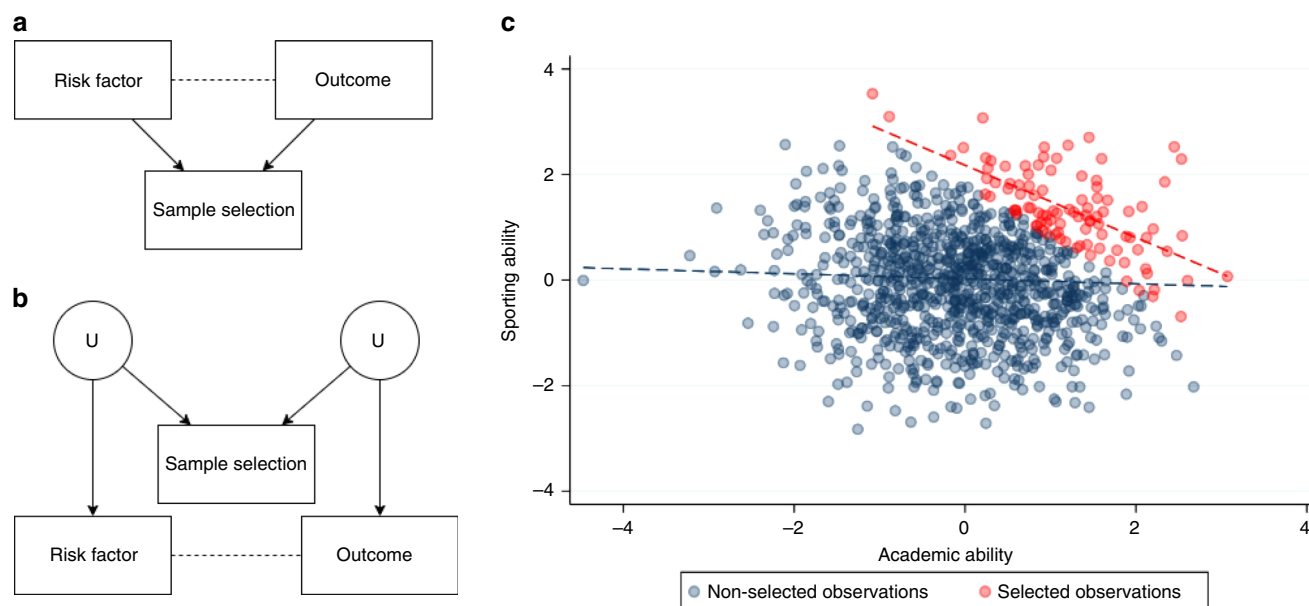 a
Risk factor
Outcome
Sample selection
b
U
U
Sample selection
Risk factor
Outcome
c
4
2
0
−2
−4
Sporting ability
−4
−2
0
2
4
Academic ability
Non-selected observations
Selected observations